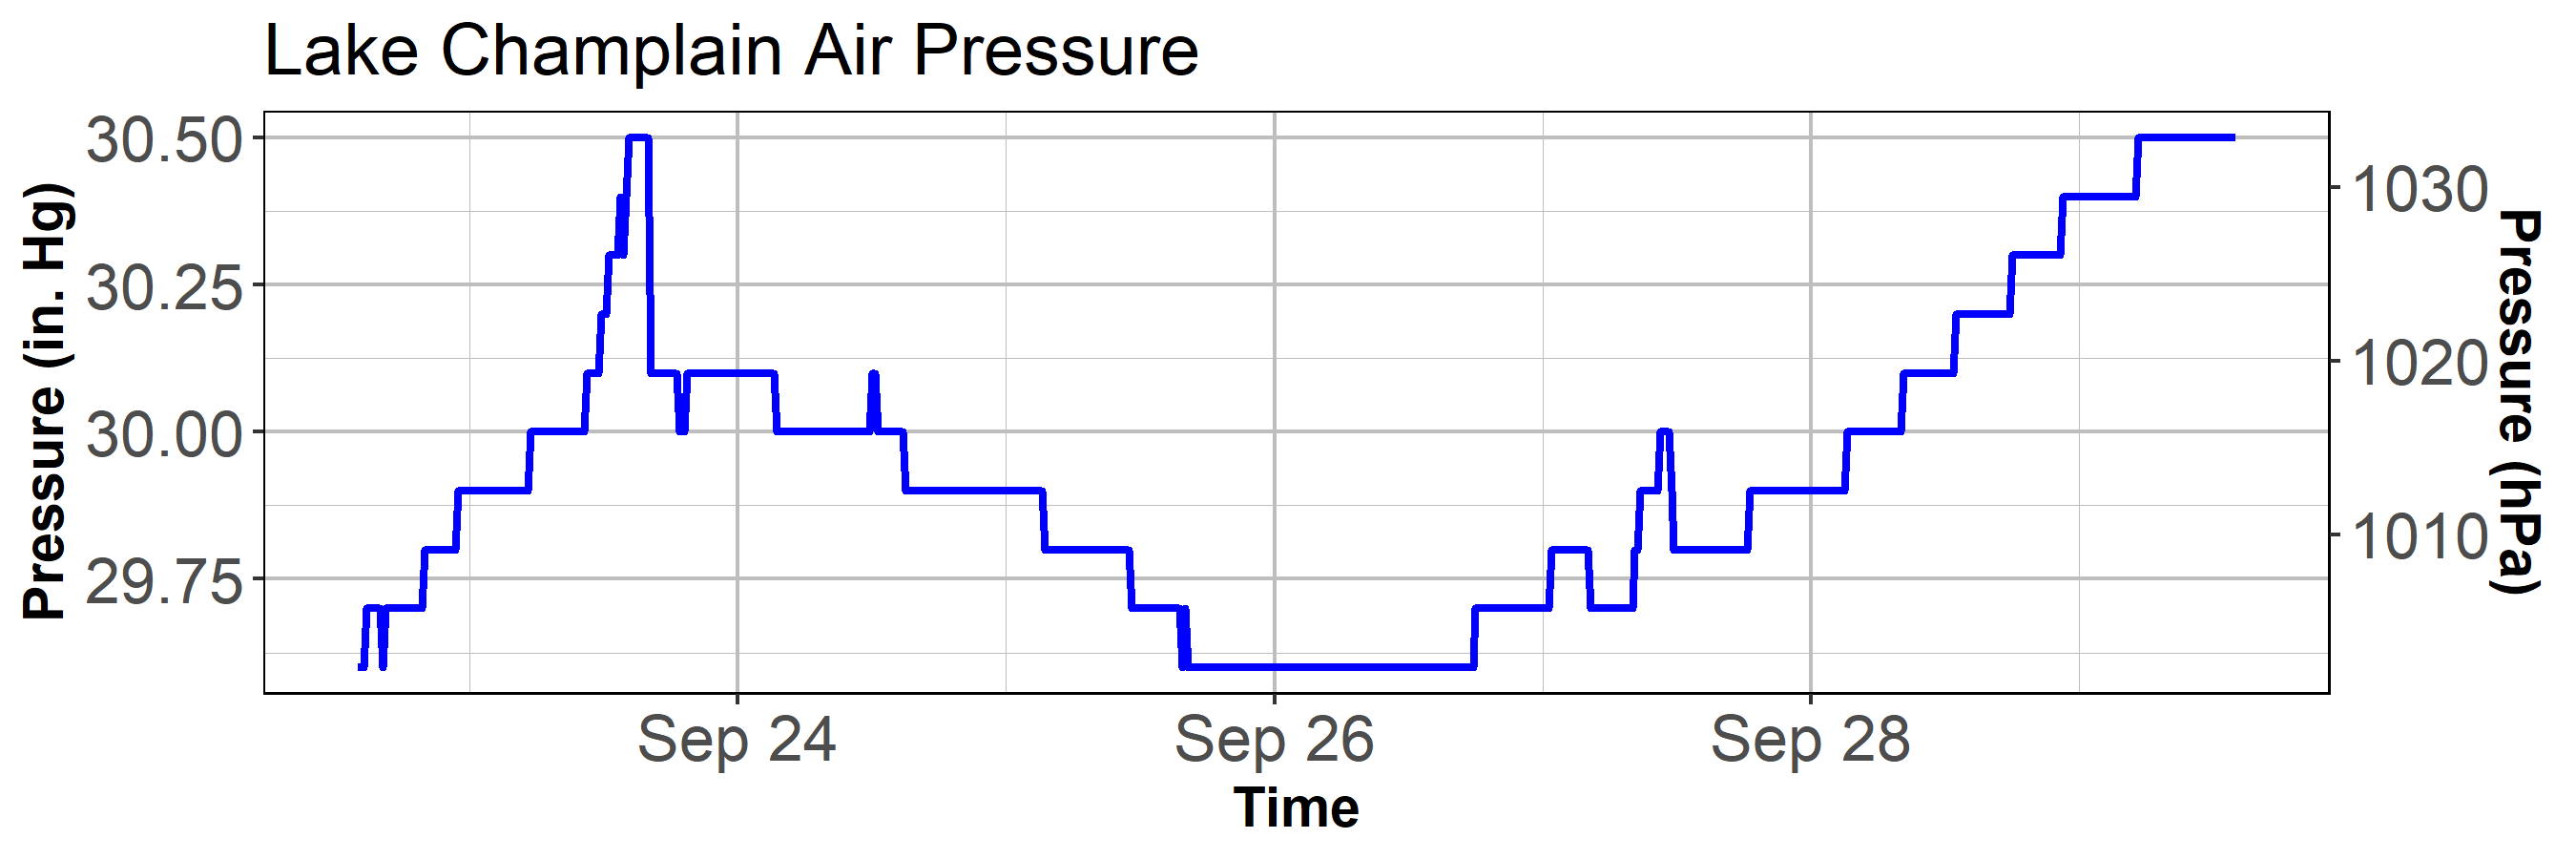 Lake Champlain Air Pressure
Pressure (in. Hg)
30.50
30.25
30.00
29.75
1030
1020
1010
Pressure (hPa)
Sep 24
Sep 26
Sep 28
Time